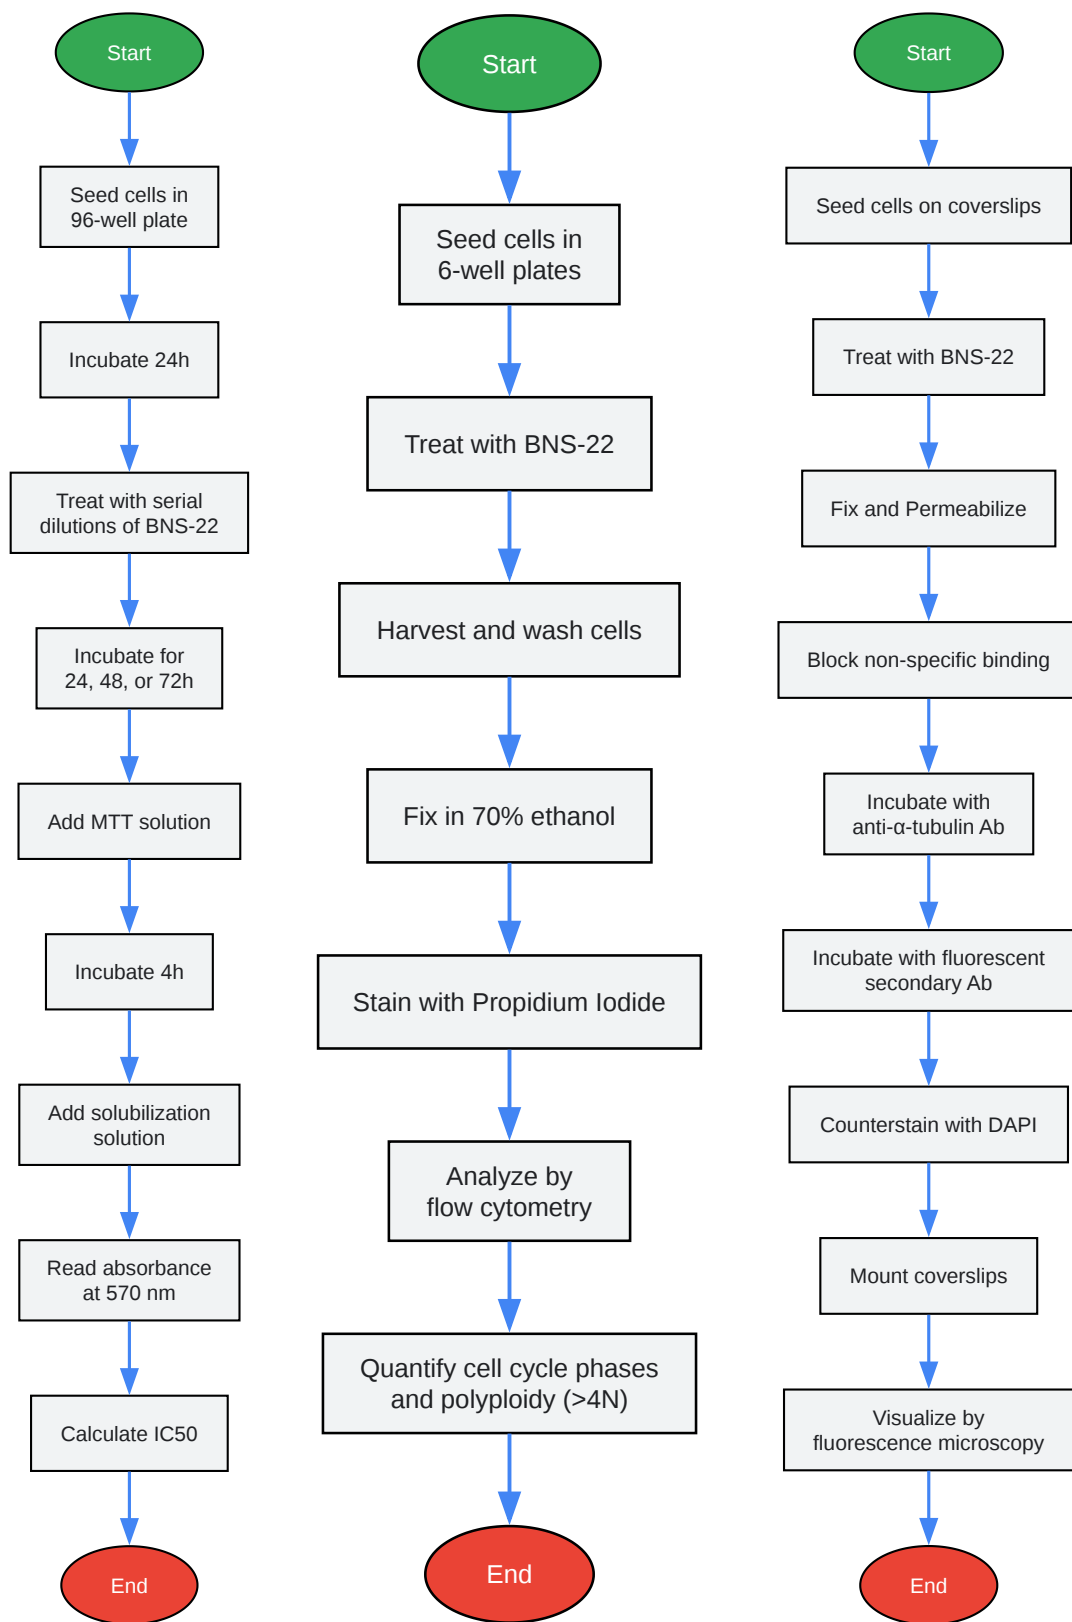 Start
Seed cells in
96-well plate
Incubate 24h
Treat with serial
dilutions of BNS-22
Incubate for
24, 48, or 72h
Add MTT solution
Incubate 4h
Add solubilization
solution
Read absorbance
at 570 nm
Calculate IC50
End
Start
Seed cells in
6-well plates
Treat with BNS-22
Harvest and wash cells
Fix in 70% ethanol
Stain with Propidium Iodide
Analyze by
flow cytometry
Quantify cell cycle phases
and polyploidy (>4N)
End
Start
Seed cells on coverslips
Treat with BNS-22
Fix and Permeabilize
Block non-specific binding
Incubate with
anti-α-tubulin Ab
Incubate with fluorescent
secondary Ab
Counterstain with DAPI
Mount coverslips
Visualize by
fluorescence microscopy
End